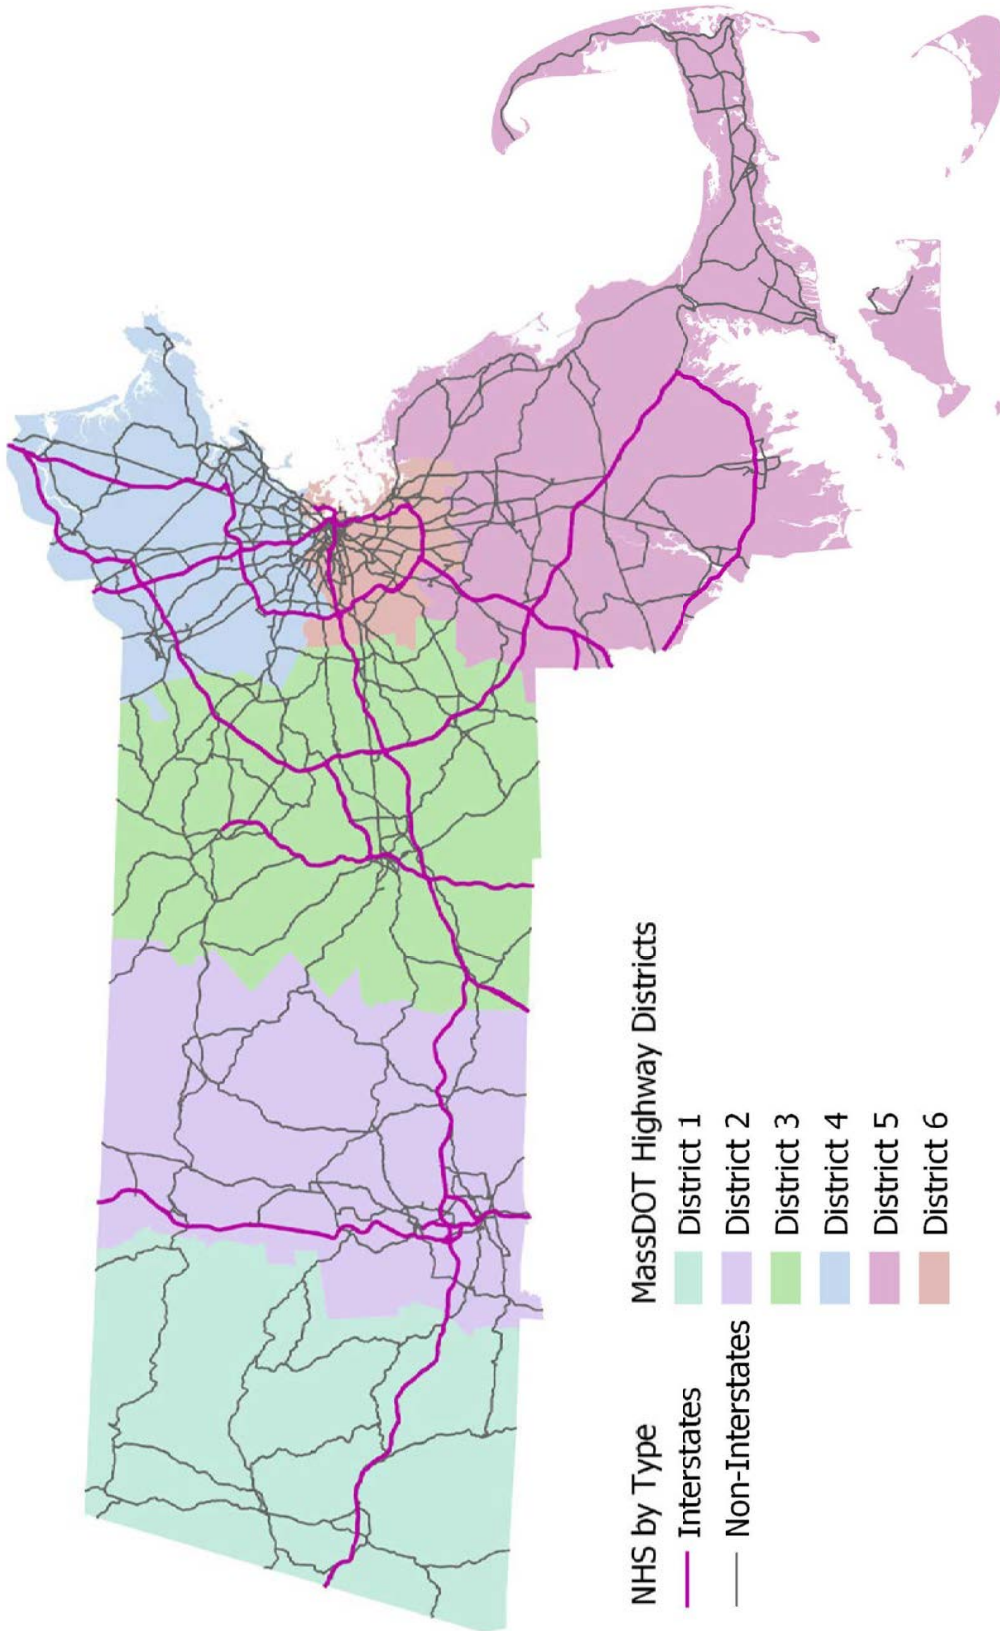 NHS by Type
Interstates
Non-Interstates
MassDOT Highway Districts
District 1
District 2
District 3
District 4
District 5
District 6